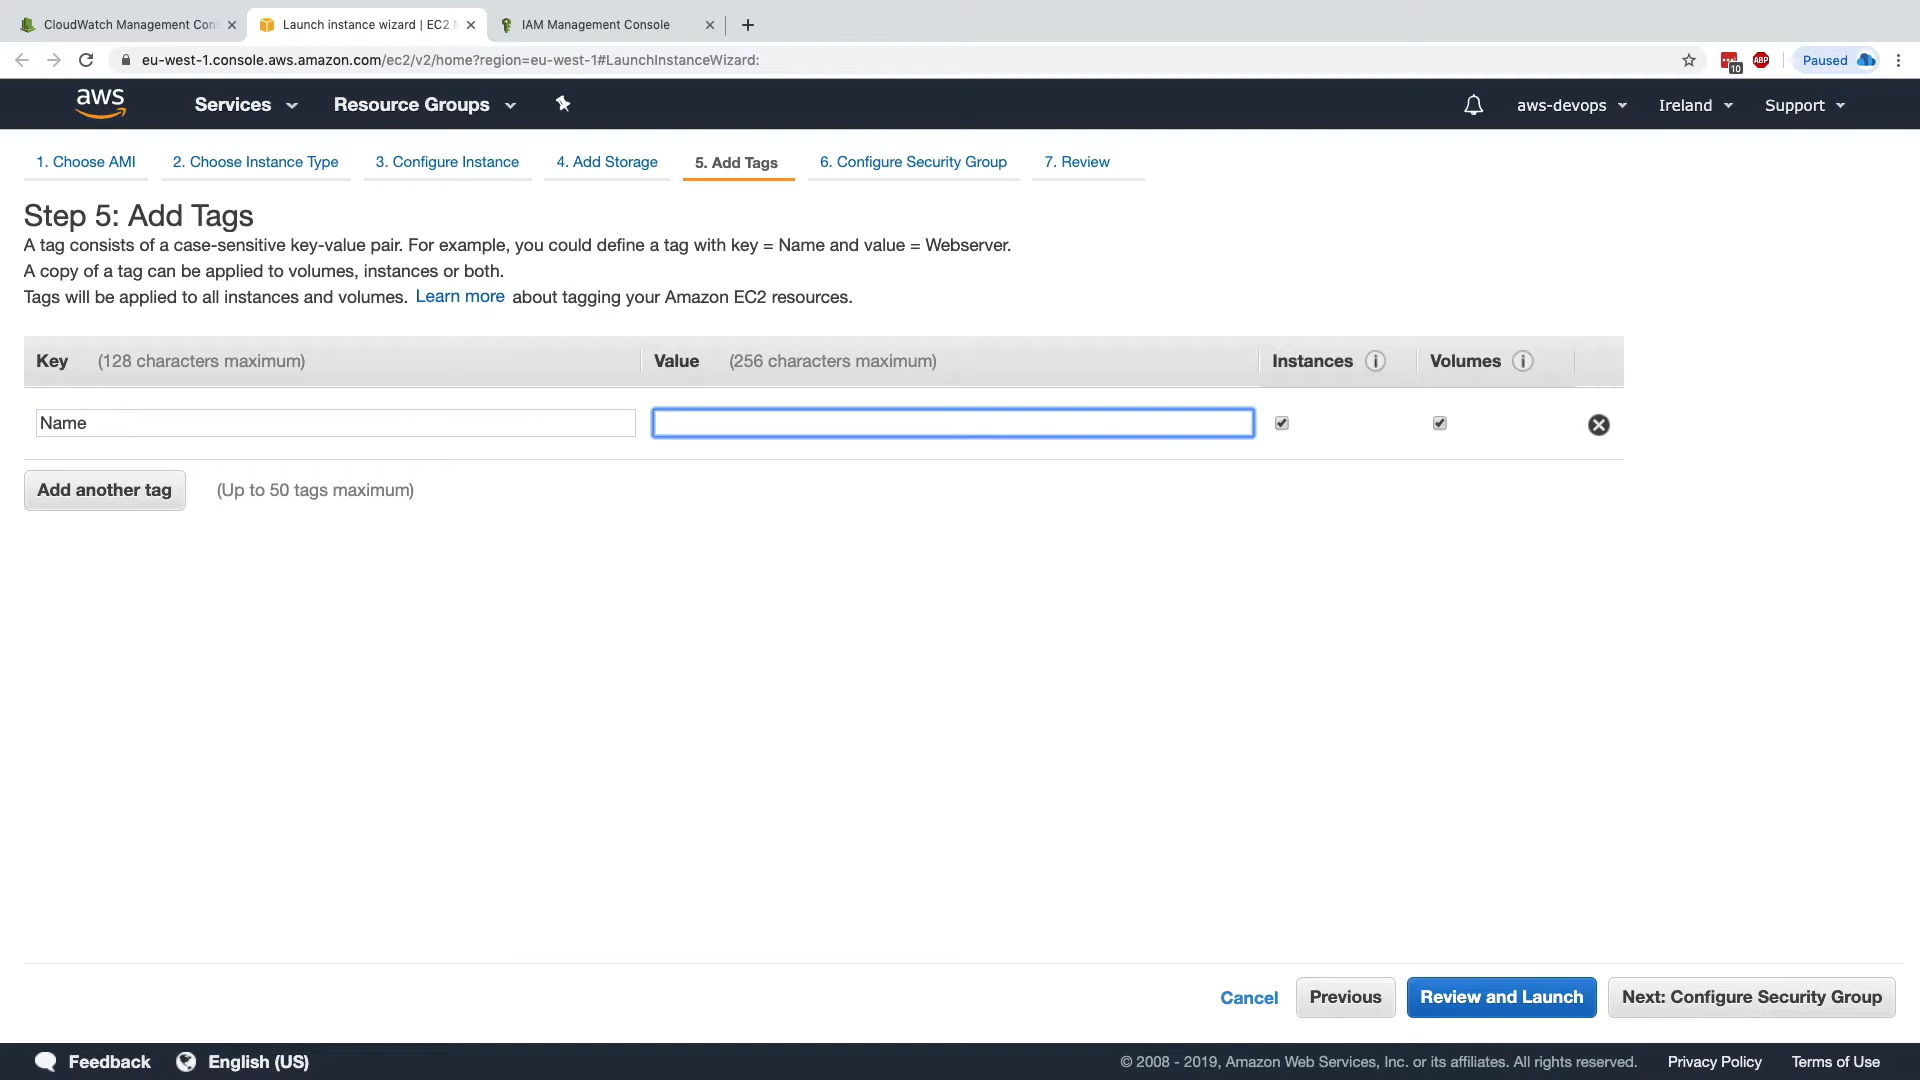 CloudWatch Management Con
Launch instance wizard | EC2 M
IAM Management Console
eu-west-1.console.aws.amazon.com/ec2/v2/home?region=eu-west-1#LaunchInstanceWizard:
10
ABP
Paused
aws
Services
Resource Groups
aws-devops
Ireland
Support
1. Choose AMI
2. Choose Instance Type
3. Configure Instance
4. Add Storage
5. Add Tags
6. Configure Security Group
7. Review
Step 5: Add Tags
A tag consists of a case-sensitive key-value pair. For example, you could define a tag with key = Name and value = Webserver.
A copy of a tag can be applied to volumes, instances or both.
Tags will be applied to all instances and volumes. Learn more about tagging your Amazon EC2 resources.
Key (128 characters maximum)
Value (256 characters maximum)
Instances
Volumes
Name
Add another tag
(Up to 50 tags maximum)
Cancel
Previous
Review and Launch
Next: Configure Security Group
Feedback
English (US)
© 2008 - 2019, Amazon Web Services, Inc. or its affiliates. All rights reserved.
Privacy Policy
Terms of Use